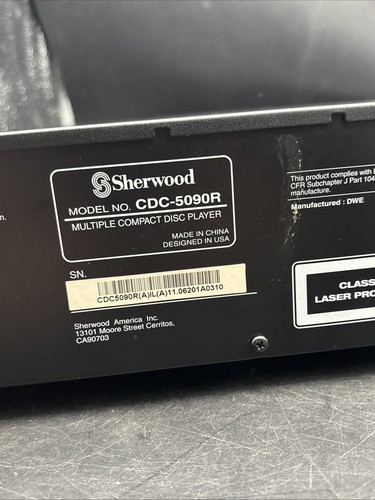 n.
Sherwood
MODEL NO. CDC-5090R
MULTIPLE COMPACT DISC PLAYER
MADE IN CHINA
DESIGNED IN USA
SN.
CDC5090R(A)/L(A)11.06201A0310
Sherwood America Inc.
13101 Moore Street Cerritos,
CA90703
This product complies with
CFR Subchapter J Part 104
manufacture.
Manufactured : DWE
CLASS
LASER PRO